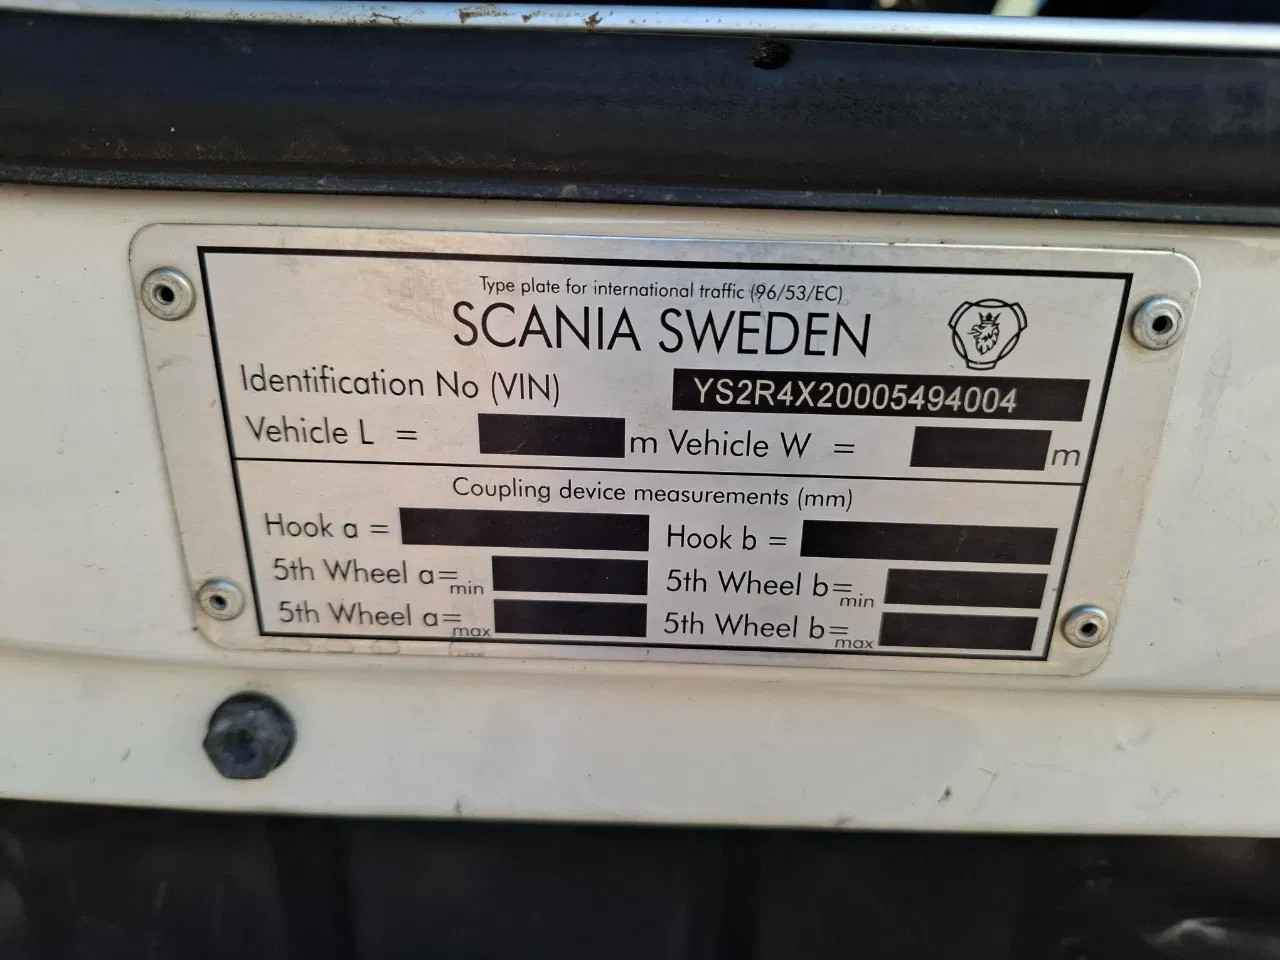 Type plate for international traffic (96/53/EC)
SCANIA SWEDEN
Identification No (VIN) YS2R4X20005494004
Vehicle L = m Vehicle W = m
Coupling device measurements (mm)
Hook a = Hook b =
5th Wheel a= min 5th Wheel b= min
5th Wheel a= max 5th Wheel b= max